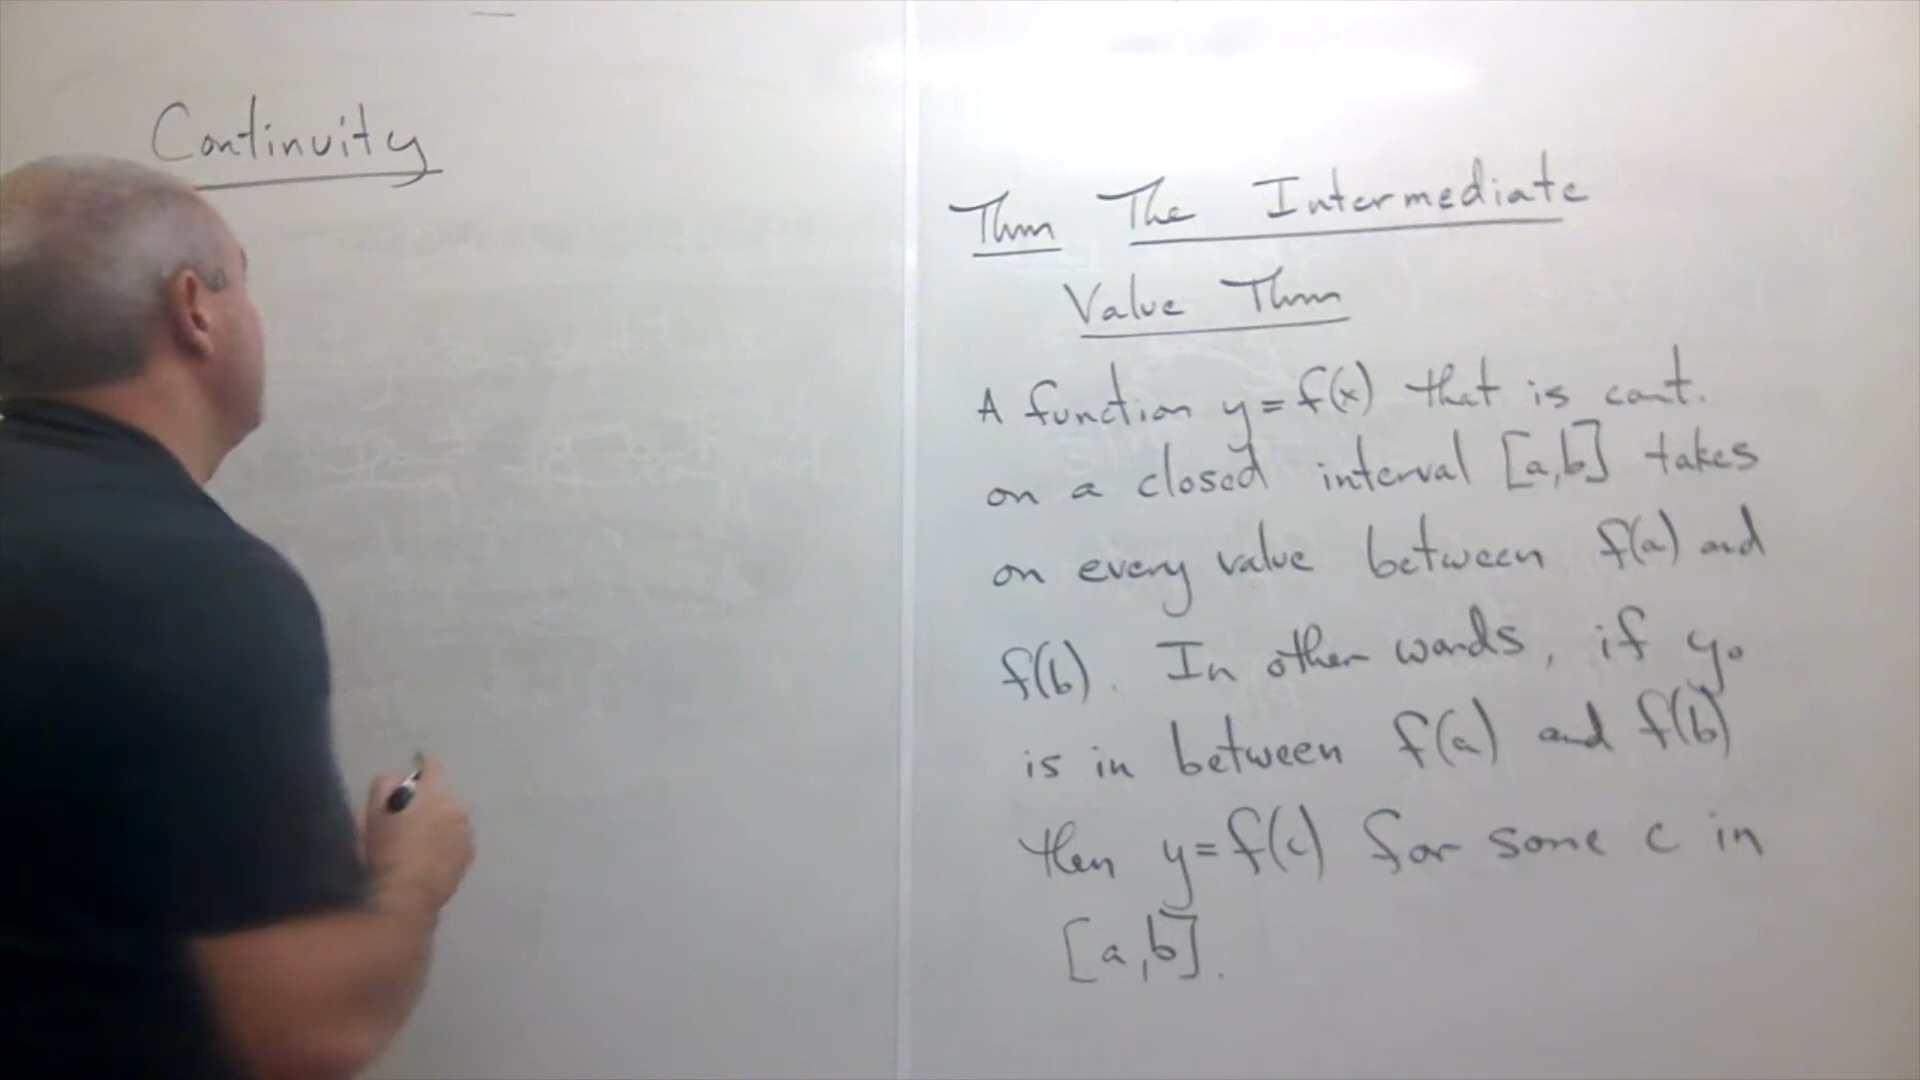 Continuity
Thm The Intermediate
Value Thm
A function y=f(x) that is cont.
on a closed interval [a,b] takes
on every value between f(a) and
f(b). In other words, if y₀
is in between f(a) and f(b)
then y=f(c) for some c in
[a,b].